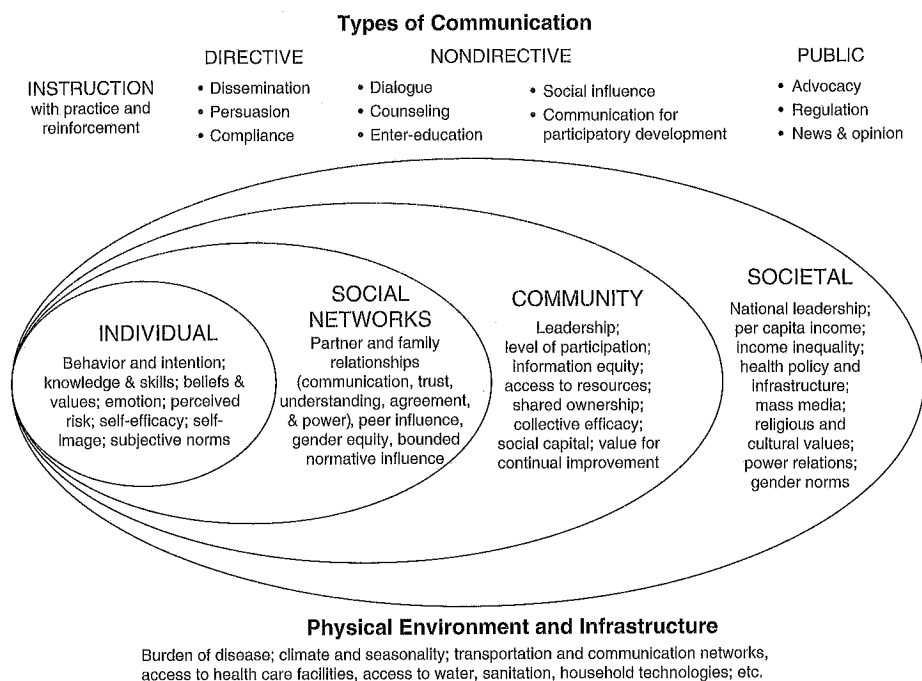 Types of Communication
INSTRUCTION
with practice and
reinforcement
DIRECTIVE
• Dissemination
• Persuasion
• Compliance
NONDIRECTIVE
• Dialogue
• Counseling
• Enter-education
• Social influence
• Communication for
participatory development
PUBLIC
• Advocacy
• Regulation
• News & opinion
INDIVIDUAL
Behavior and intention;
knowledge & skills; beliefs &
values; emotion; perceived
risk; self-efficacy; self-
image; subjective norms
SOCIAL
NETWORKS
Partner and family
relationships
(communication, trust,
understanding, agreement,
& power), peer influence,
gender equity, bounded
normative influence
COMMUNITY
Leadership;
level of participation;
information equity;
access to resources;
shared ownership;
collective efficacy;
social capital; value for
continual improvement
SOCIETAL
National leadership;
per capita income;
income inequality;
health policy and
infrastructure;
mass media;
religious and
cultural values;
power relations;
gender norms
Physical Environment and Infrastructure
Burden of disease; climate and seasonality; transportation and communication networks,
access to health care facilities, access to water, sanitation, household technologies; etc.